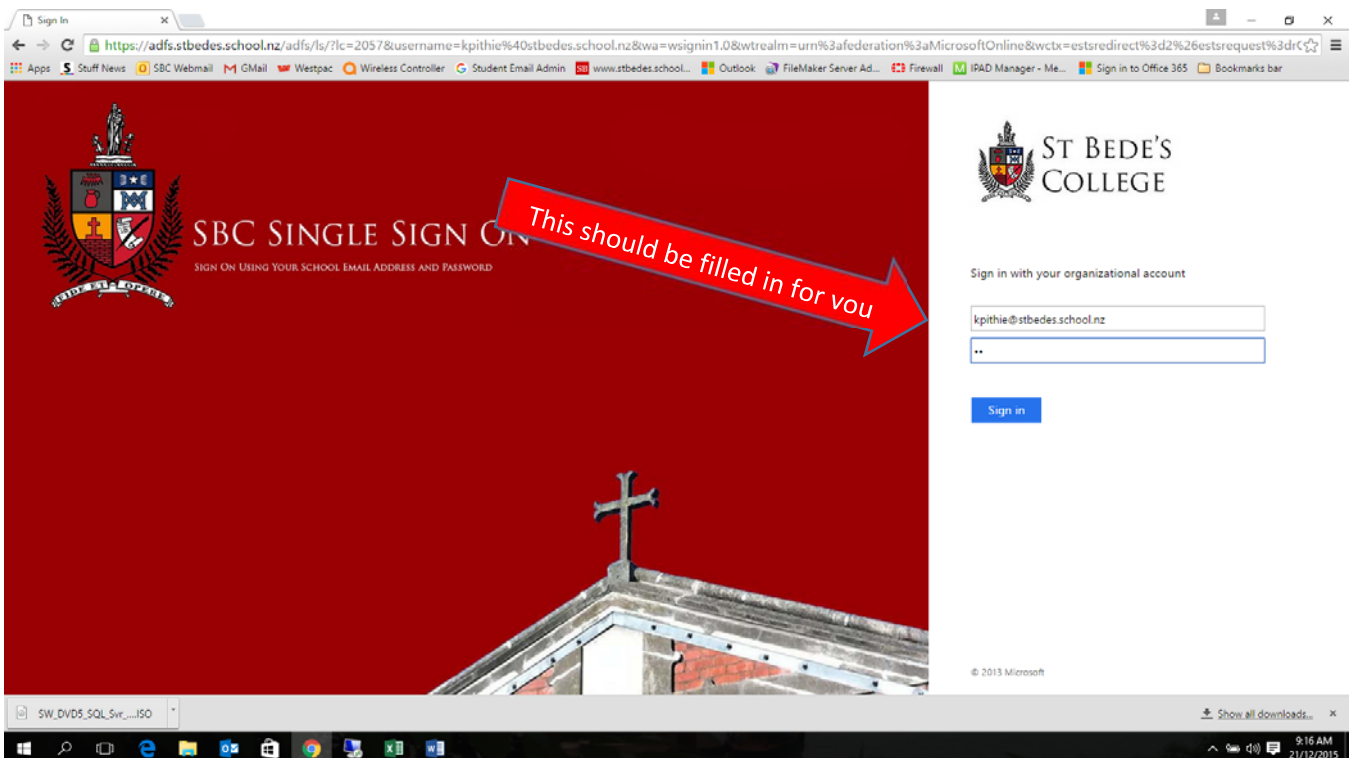 Sign In
https://adfs.stbedes.school.nz/adfs/ls/?lc=2057&username=kpithie%40stbedes.school.nz&wa=wsignin1.0&wtrealm=urn%3afederation%3aMicrosoftOnline&wctx=estsredirect%3d2%26estsrequest%3dr
Apps Stuff News SBC Webmail GMail Westpac Wireless Controller Student Email Admin www.stbedes.school... Outlook FileMaker Server Ad... Firewall IPAD Manager - Me... Sign in to Office 365 Bookmarks bar
ST BEDE'S
COLLEGE
SBC SINGLE SIGN ON
SIGN ON USING YOUR SCHOOL EMAIL ADDRESS AND PASSWORD
FIDE ET OPERE
This should be filled in for you
Sign in with your organizational account
kpithie@stbedes.school.nz
••
Sign in
© 2013 Microsoft
SW_DVD5_SQL_Svr_....ISO
Show all downloads...
9:16 AM
21/12/2015